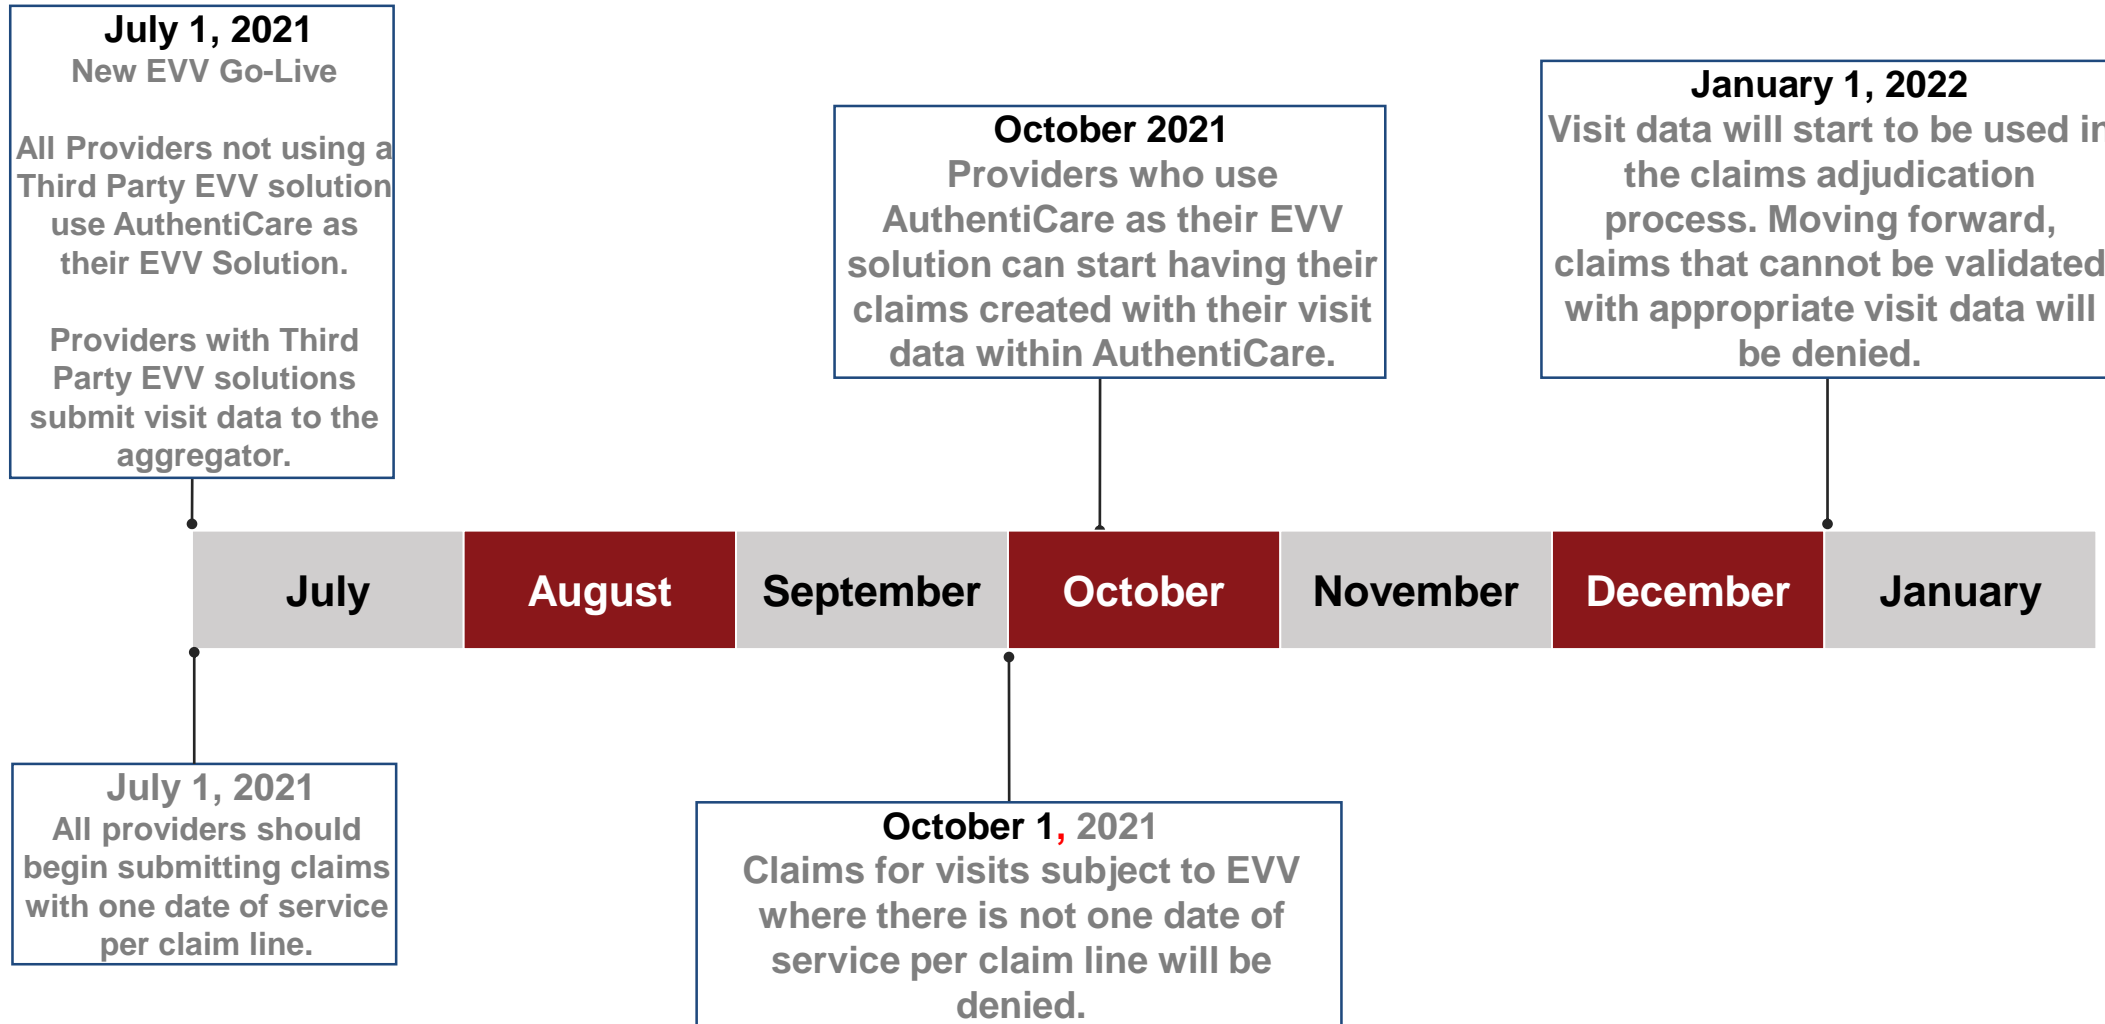 July 1, 2021
New EVV Go-Live
All Providers not using a
Third Party EVV solution
use AuthentiCare as
their EVV Solution.
Providers with Third
Party EVV solutions
submit visit data to the
aggregator.
October 2021
Providers who use
AuthentiCare as their EVV
solution can start having their
claims created with their visit
data within AuthentiCare.
January 1, 2022
Visit data will start to be used in
the claims adjudication
process. Moving forward,
claims that cannot be validated
with appropriate visit data will
be denied.
July
August
September
October
November
December
January
July 1, 2021
All providers should
begin submitting claims
with one date of service
per claim line.
October 1, 2021
Claims for visits subject to EVV
where there is not one date of
service per claim line will be
denied.